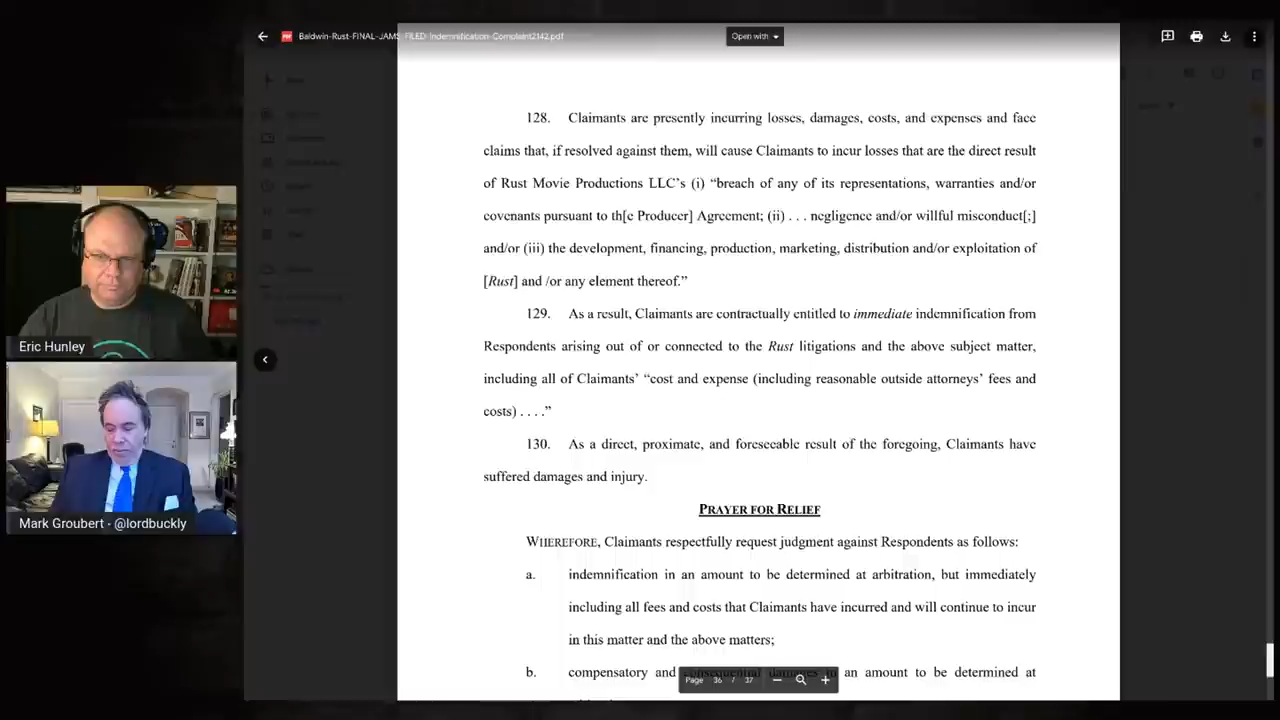 Baldwin-Rust-FINAL-JAMS-FILED-Indemnification-Complaint2142.pdf
Open with
128. Claimants are presently incurring losses, damages, costs, and expenses and face
claims that, if resolved against them, will cause Claimants to incur losses that are the direct result
of Rust Movie Productions LLC's (i) “breach of any of its representations, warranties and/or
covenants pursuant to th[e Producer] Agreement; (ii) . . . negligence and/or willful misconduct[;]
and/or (iii) the development, financing, production, marketing, distribution and/or exploitation of
[Rust] and /or any element thereof.”
129. As a result, Claimants are contractually entitled to immediate indemnification from
Respondents arising out of or connected to the Rust litigations and the above subject matter,
including all of Claimants' “cost and expense (including reasonable outside attorneys' fees and
costs) . . . .”
130. As a direct, proximate, and foreseeable result of the foregoing, Claimants have
suffered damages and injury.
PRAYER FOR RELIEF
WHEREFORE, Claimants respectfully request judgment against Respondents as follows:
a. indemnification in an amount to be determined at arbitration, but immediately
including all fees and costs that Claimants have incurred and will continue to incur
in this matter and the above matters;
b. compensatory and consequential damages in an amount to be determined at
Page 36 / 37
Eric Hunley
Mark Groubert - @lordbuckly